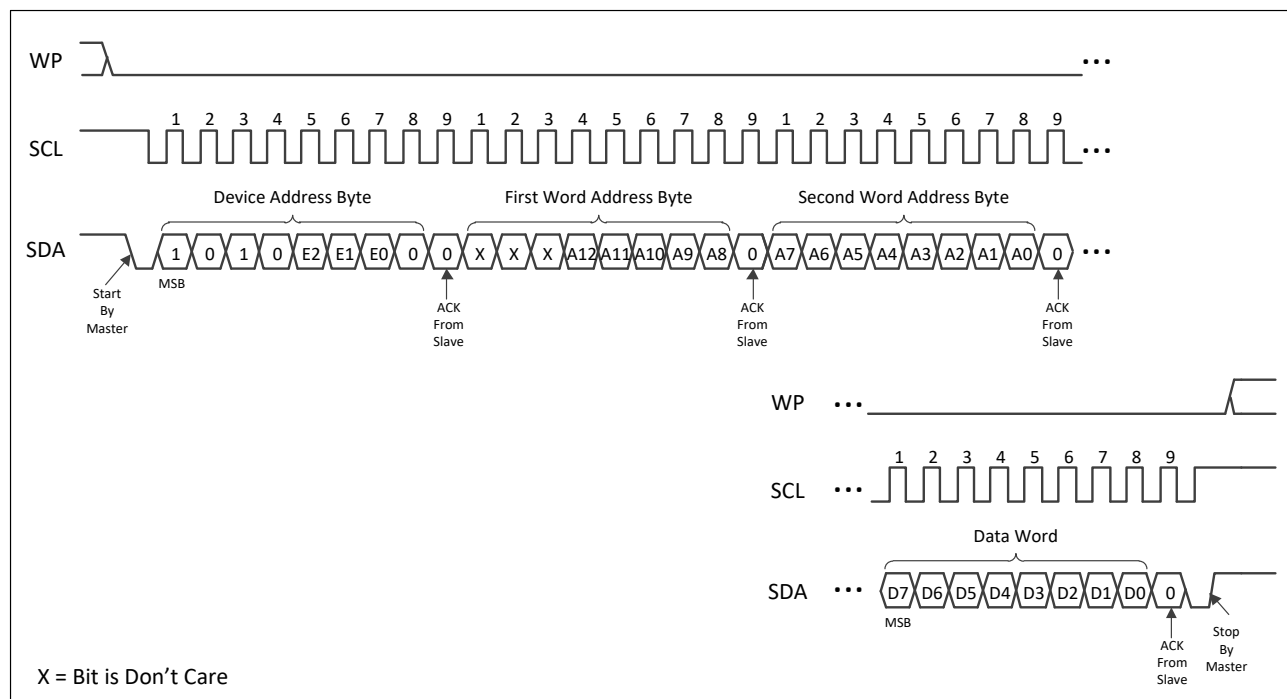 WP
...
1 2 3 4 5 6 7 8 9 1 2 3 4 5 6 7 8 9 1 2 3 4 5 6 7 8 9
SCL
...
Device Address Byte First Word Address Byte Second Word Address Byte
SDA 1 0 1 0 E2 E1 E0 0 0 X X X A12 A11 A10 A9 A8 0 A7 A6 A5 A4 A3 A2 A1 A0 0 ...
MSB
Start
By
Master
ACK
From
Slave
ACK
From
Slave
ACK
From
Slave
WP ...
1 2 3 4 5 6 7 8 9
SCL ...
Data Word
SDA ... D7 D6 D5 D4 D3 D2 D1 D0 0
MSB
ACK
From
Slave
Stop
By
Master
X = Bit is Don't Care